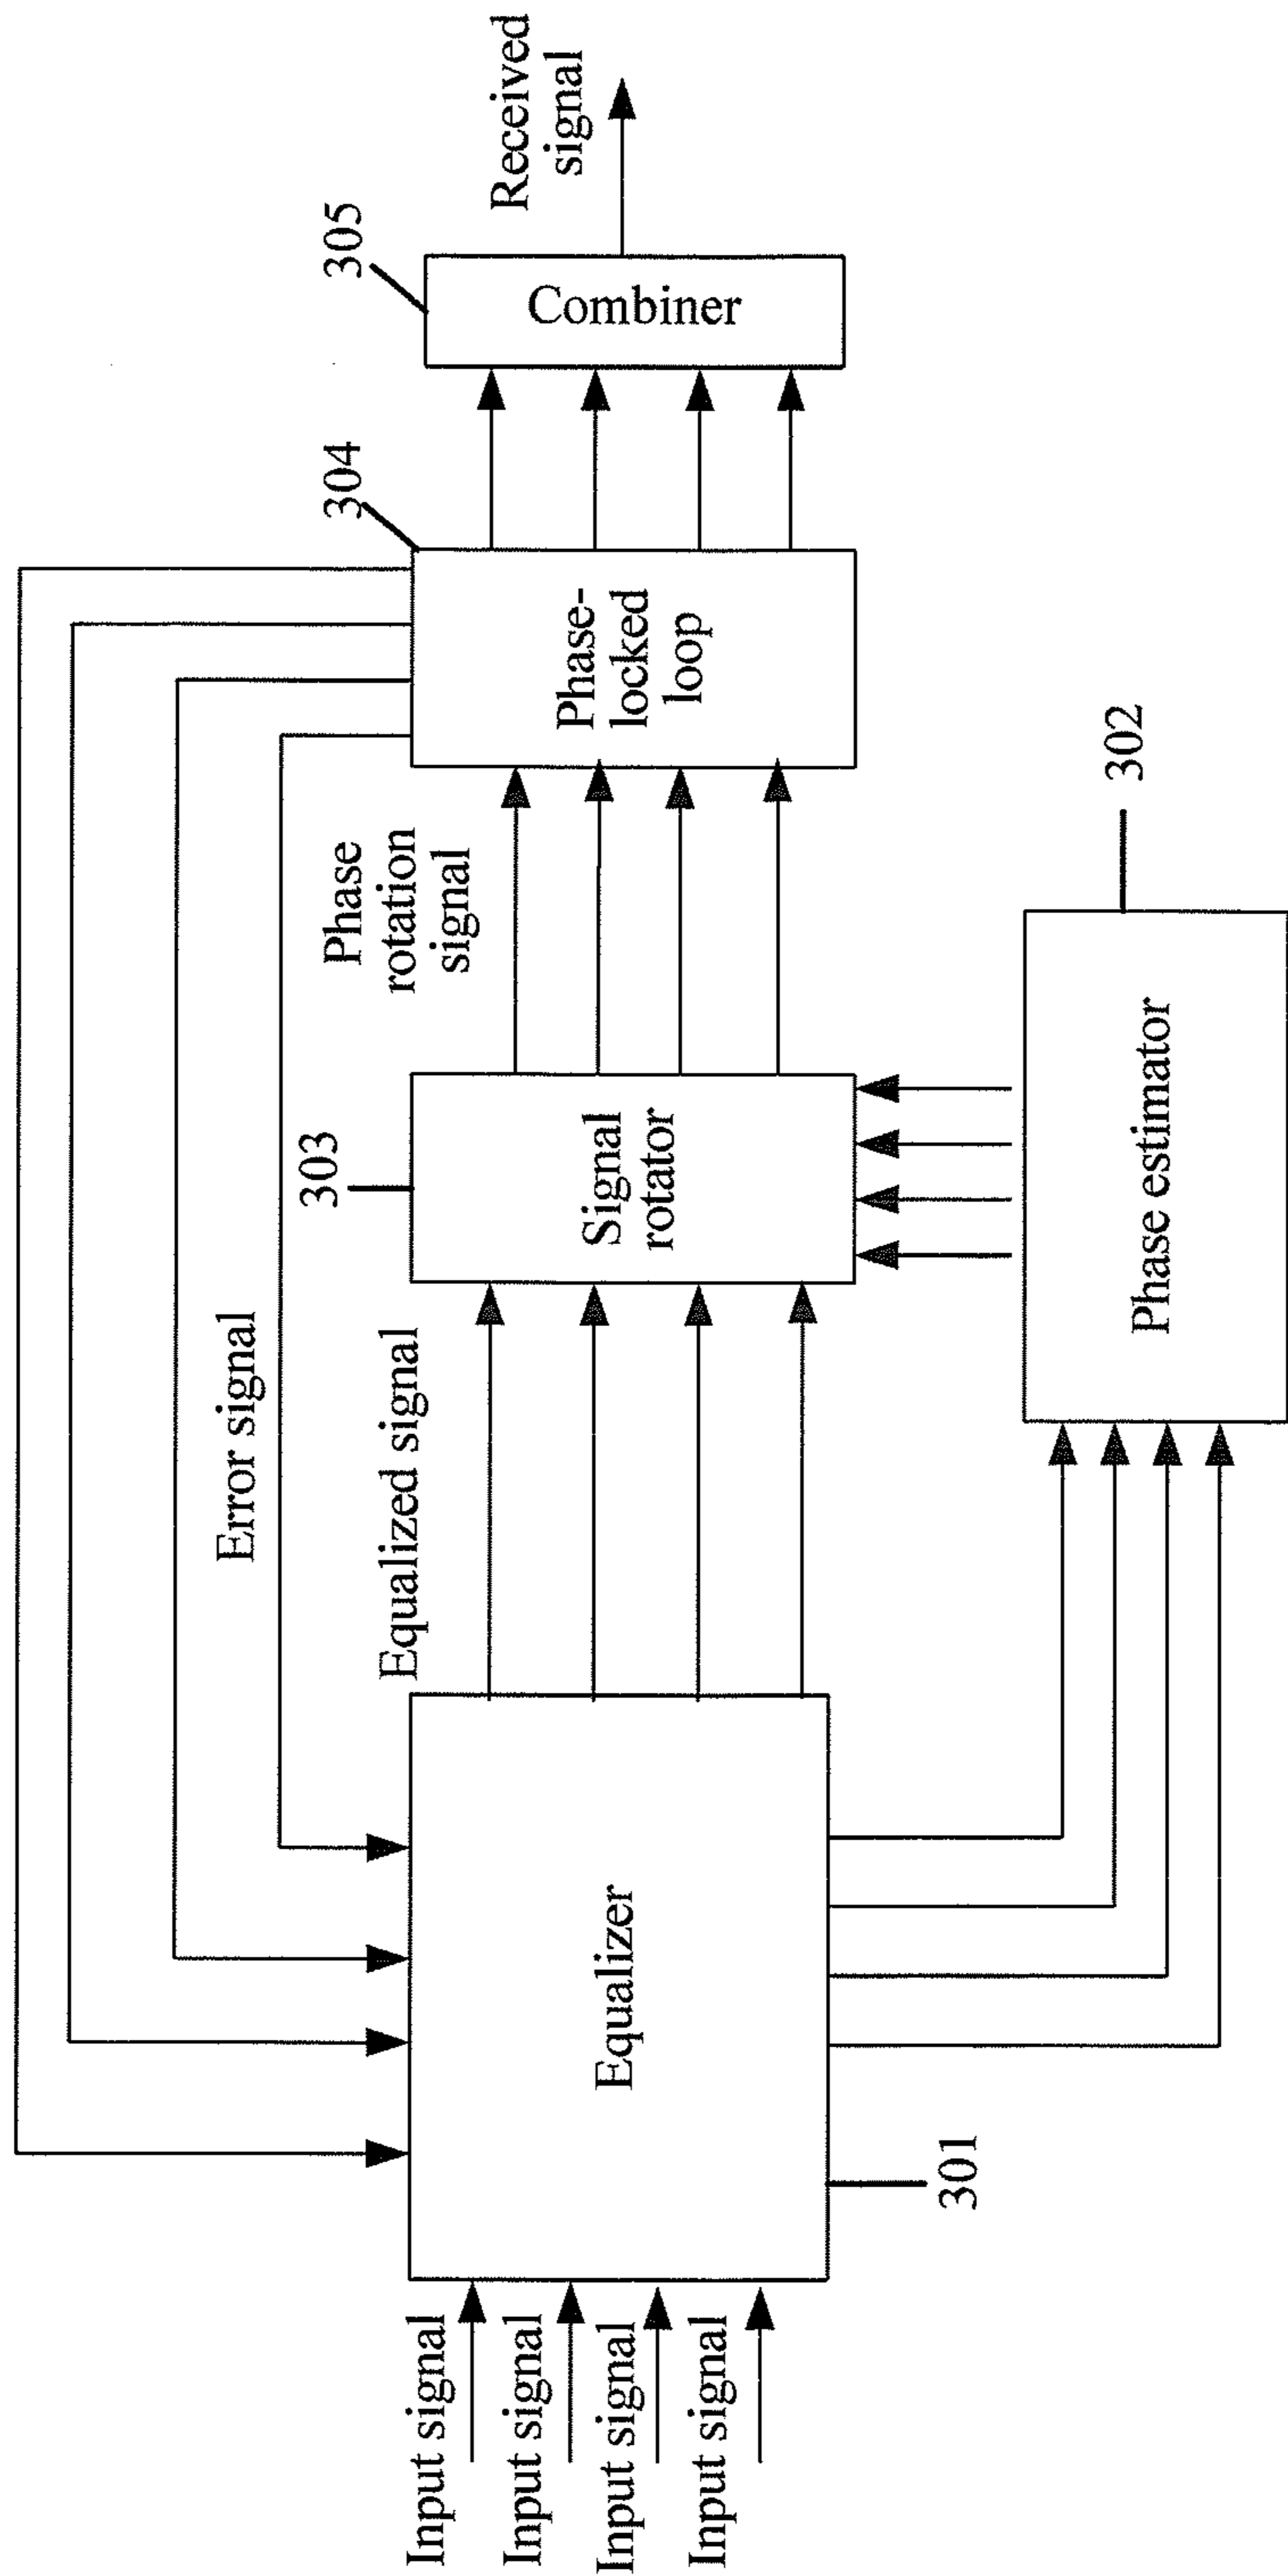 Input signal
Input signal
Input signal
Input signal
Equalizer
301
Error signal
Equalized signal
303
Signal
rotator
Phase
rotation
signal
Phase estimator
302
304
Phase-
locked
loop
305
Combiner
Received
signal